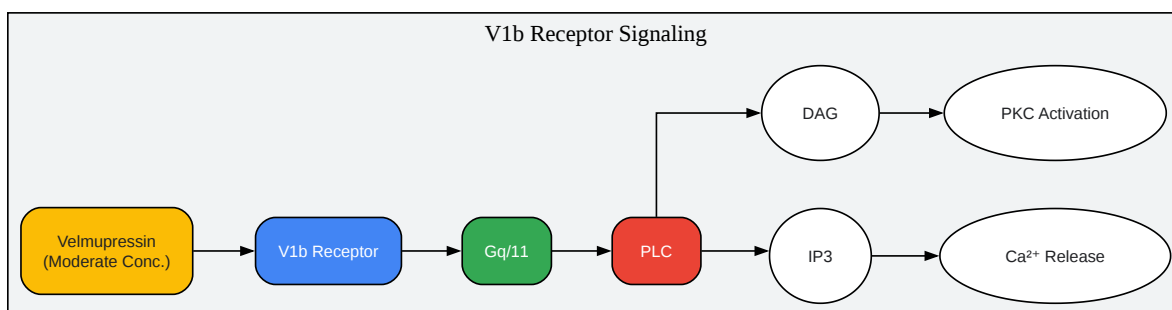 V1b Receptor Signaling
DAG
PKC Activation
Velmupressin
(Moderate Conc.)
V1b Receptor
Gq/11
PLC
IP3
Ca²⁺ Release